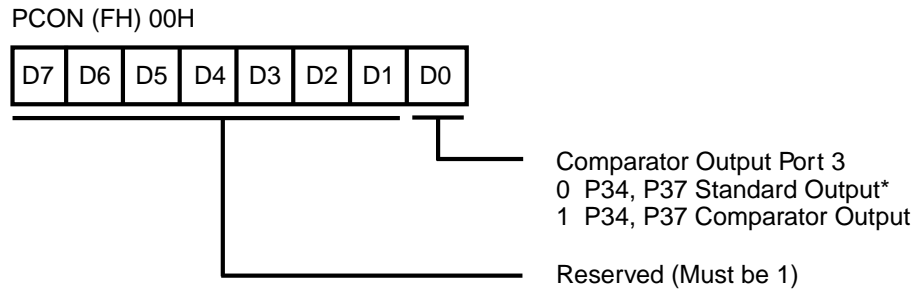 PCON (FH) 00H
D7 D6 D5 D4 D3 D2 D1 D0
Comparator Output Port 3
0 P34, P37 Standard Output*
1 P34, P37 Comparator Output
Reserved (Must be 1)